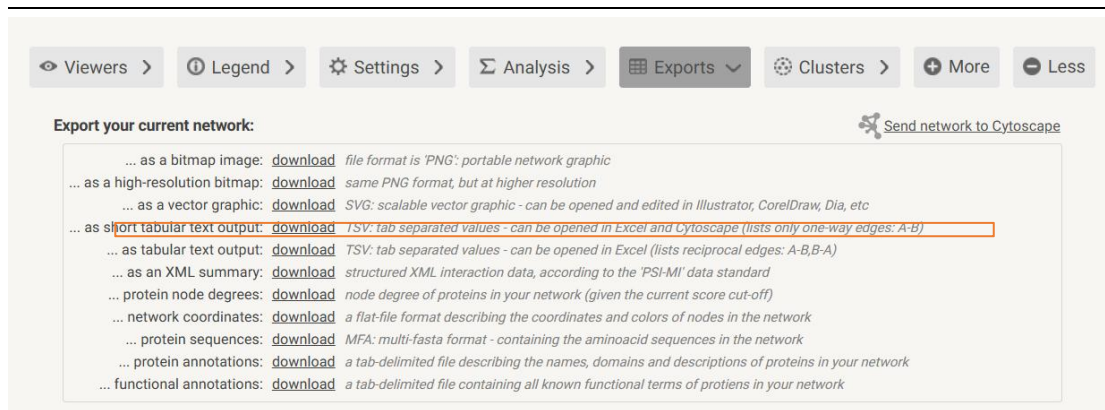 Viewers Legend Settings Analysis Exports Clusters More Less
Export your current network: Send network to Cytoscape
... as a bitmap image: download file format is 'PNG': portable network graphic
... as a high-resolution bitmap: download same PNG format, but at higher resolution
... as a vector graphic: download SVG: scalable vector graphic - can be opened and edited in Illustrator, CorelDraw, Dia, etc
... as short tabular text output: download TSV: tab separated values - can be opened in Excel and Cytoscape (lists only one-way edges: A-B)
... as tabular text output: download TSV: tab separated values - can be opened in Excel (lists reciprocal edges: A-B,B-A)
... as an XML summary: download structured XML interaction data, according to the 'PSI-MI' data standard
... protein node degrees: download node degree of proteins in your network (given the current score cut-off)
... network coordinates: download a flat-file format describing the coordinates and colors of nodes in the network
... protein sequences: download MFA: multi-fasta format - containing the aminoacid sequences in the network
... protein annotations: download a tab-delimited file describing the names, domains and descriptions of proteins in your network
... functional annotations: download a tab-delimited file containing all known functional terms of protiens in your network